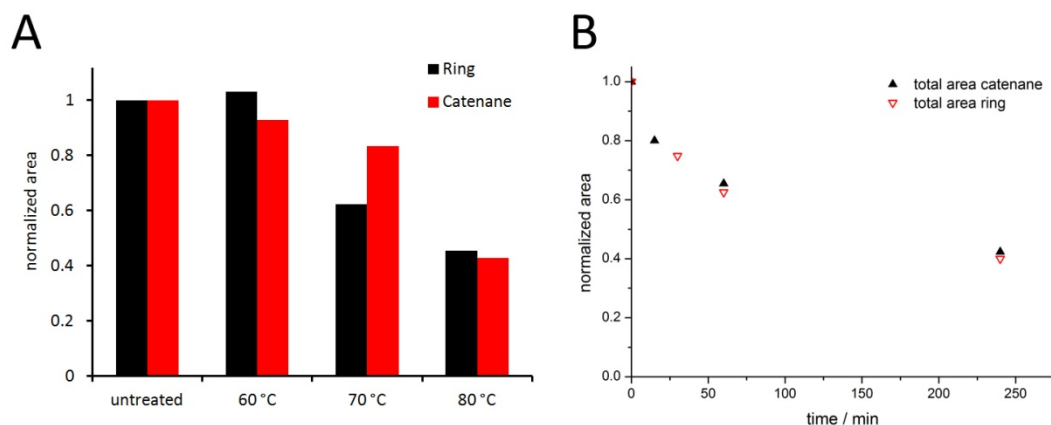 A
Ring
Catenane
normalized area
1
0.8
0.6
0.4
0.2
0
untreated
60 °C
70 °C
80 °C
B
total area catenane
total area ring
normalized area
1.0
0.8
0.6
0.4
0.2
0.0
0
50
100
150
200
250
time / min